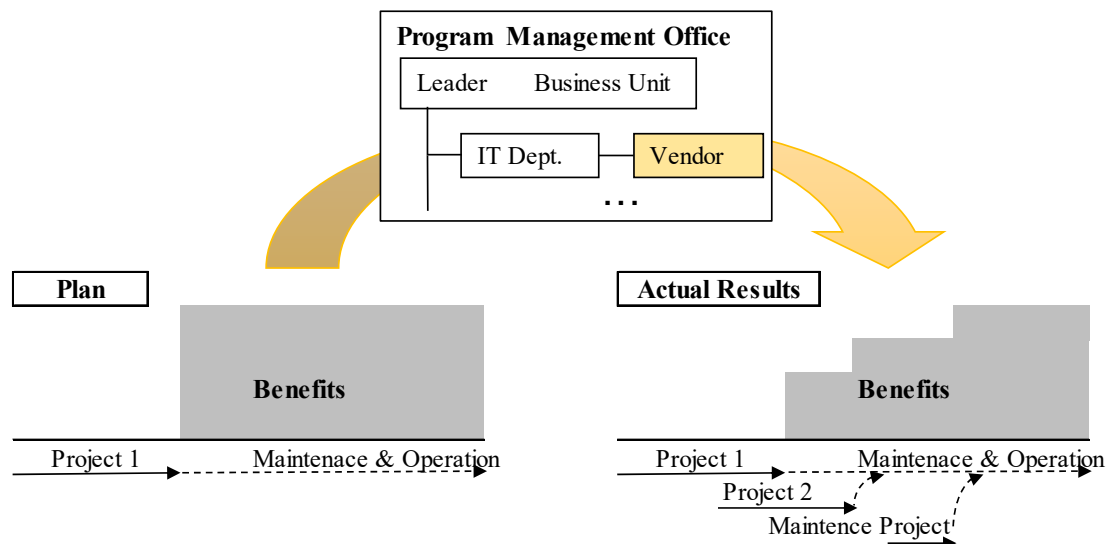 Program Management Office
Leader Business Unit
IT Dept.
Vendor
...
Plan
Benefits
Project 1
Maintenace & Operation
Actual Results
Benefits
Project 1
Maintenace & Operation
Project 2
Maintence Project